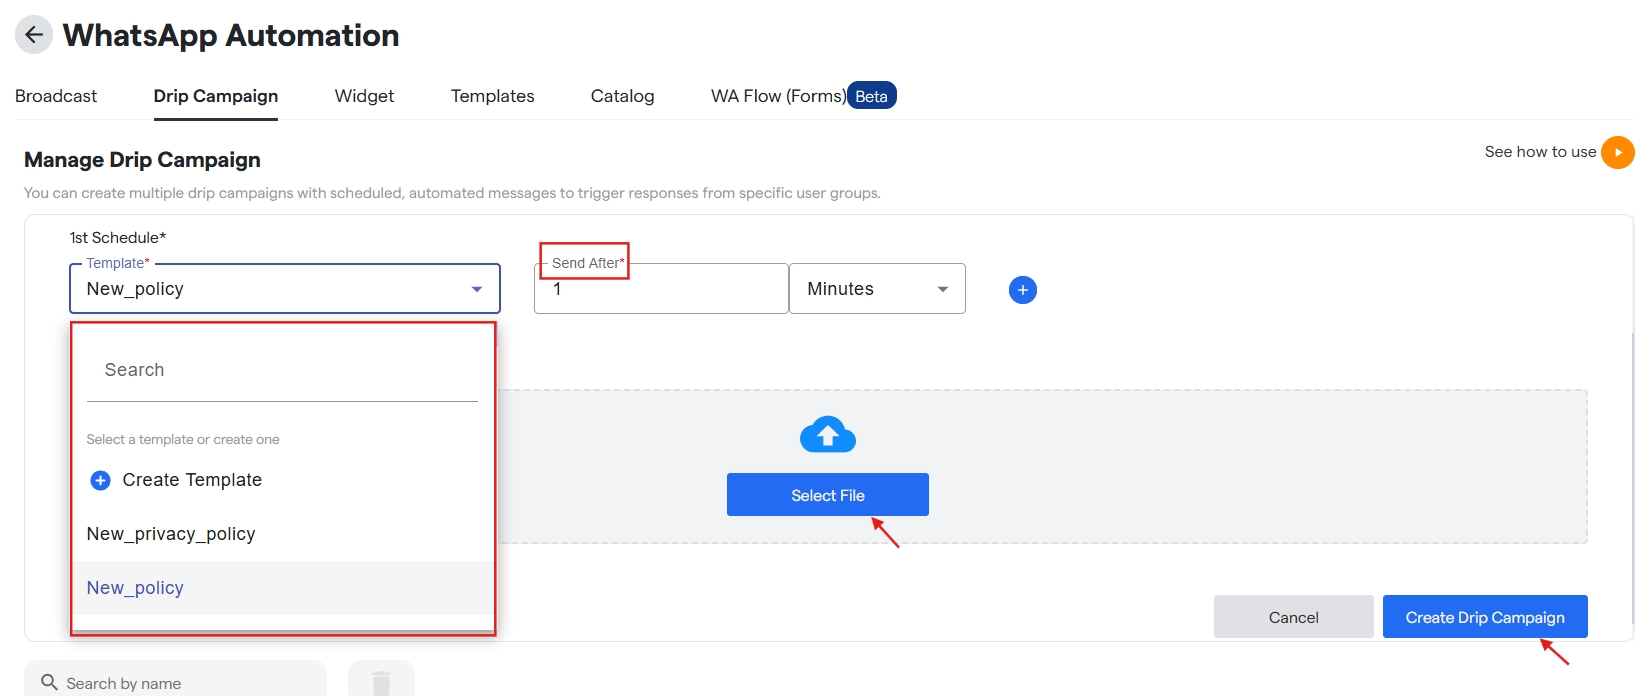 WhatsApp Automation
Broadcast Drip Campaign Widget Templates Catalog WA Flow (Forms) Beta
Manage Drip Campaign
See how to use
You can create multiple drip campaigns with scheduled, automated messages to trigger responses from specific user groups.
1st Schedule*
Template* Send After*
New_policy 1 Minutes
Search
Select a template or create one
Create Template
Select File
New_privacy_policy
New_policy
Cancel Create Drip Campaign
Search by name